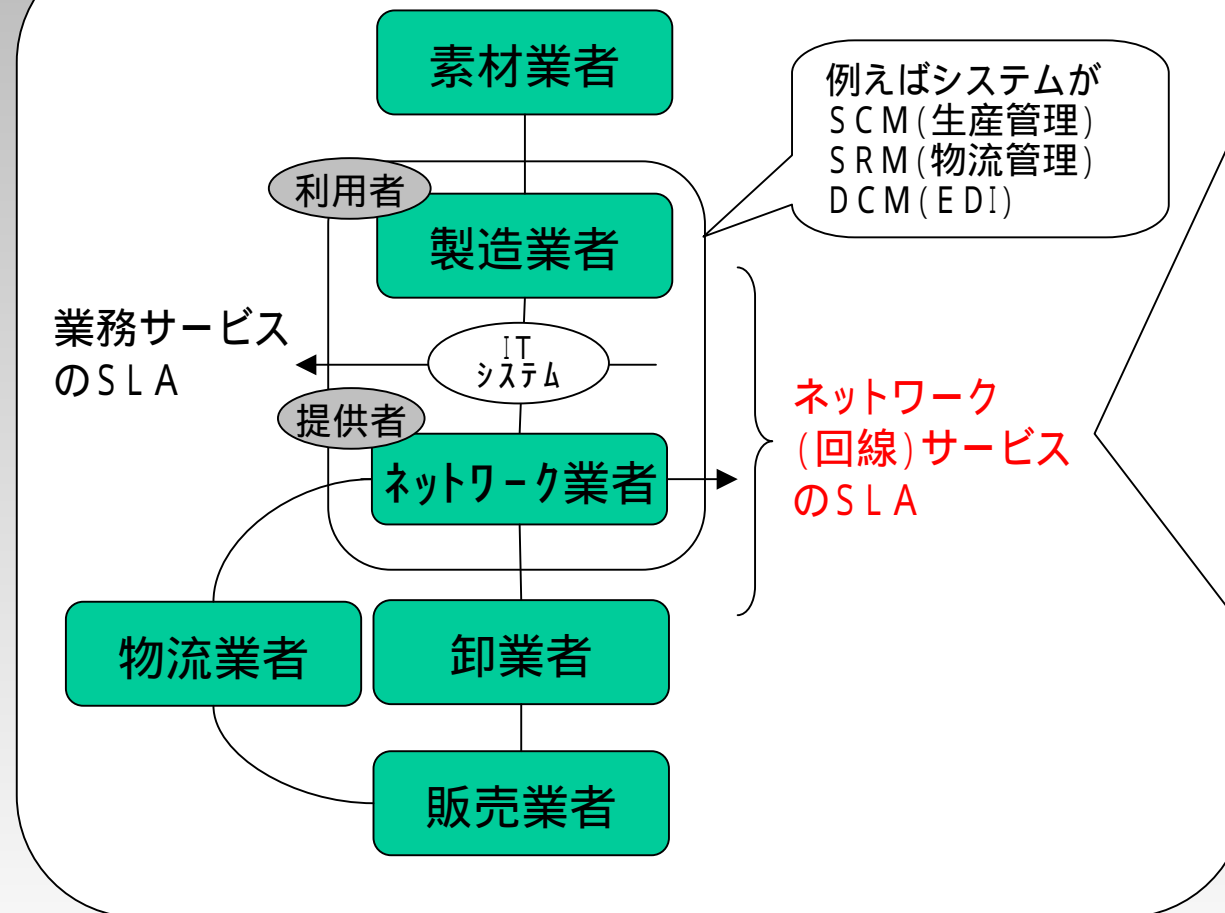 素材業者
例えばシステムが
SCM(生産管理)
SRM(物流管理)
DCM(EDI)
利用者
製造業者
業務サービス
のSLA
IT
システム
提供者
ネットワーク業者
ネットワーク
(回線)サービス
のSLA
物流業者
卸業者
販売業者